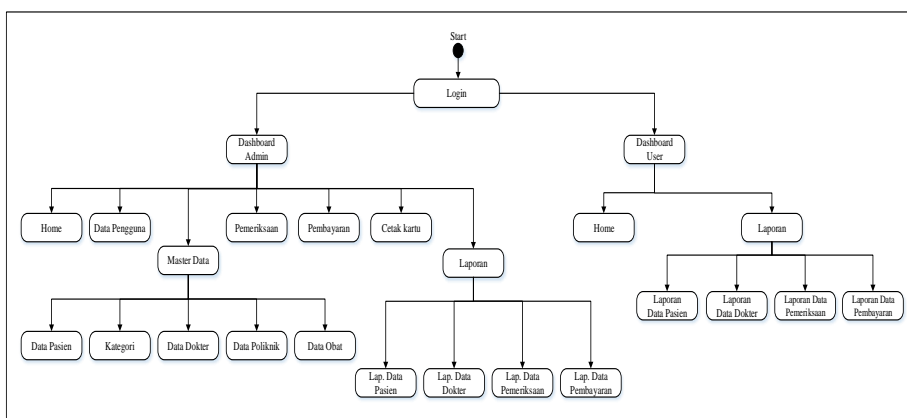 Start
Login
Dashboard
Admin
Dashboard
User
Home
Data Pengguna
Pemeriksaan
Pembayaran
Cetak kartu
Home
Laporan
Master Data
Laporan
Laporan
Data Pasien
Laporan
Data Dokter
Laporan Data
Pemeriksaan
Laporan Data
Pembayaran
Data Pasien
Kategori
Data Dokter
Data Poliknik
Data Obat
Lap. Data
Pasien
Lap. Data
Dokter
Lap. Data
Pemeriksaan
Lap. Data
Pembayaran